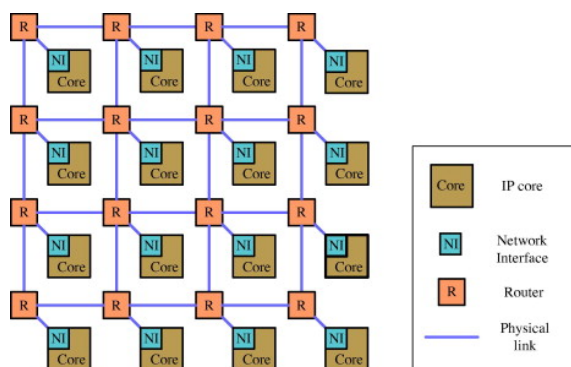 R R R R
NI NI NI NI
Core Core Core Core
R R R R
NI NI NI NI
Core Core Core Core
R R R R
NI NI NI NI
Core Core Core Core
R R R R
NI NI NI NI
Core Core Core Core
Core IP core
NI Network
Interface
R Router
Physical
link